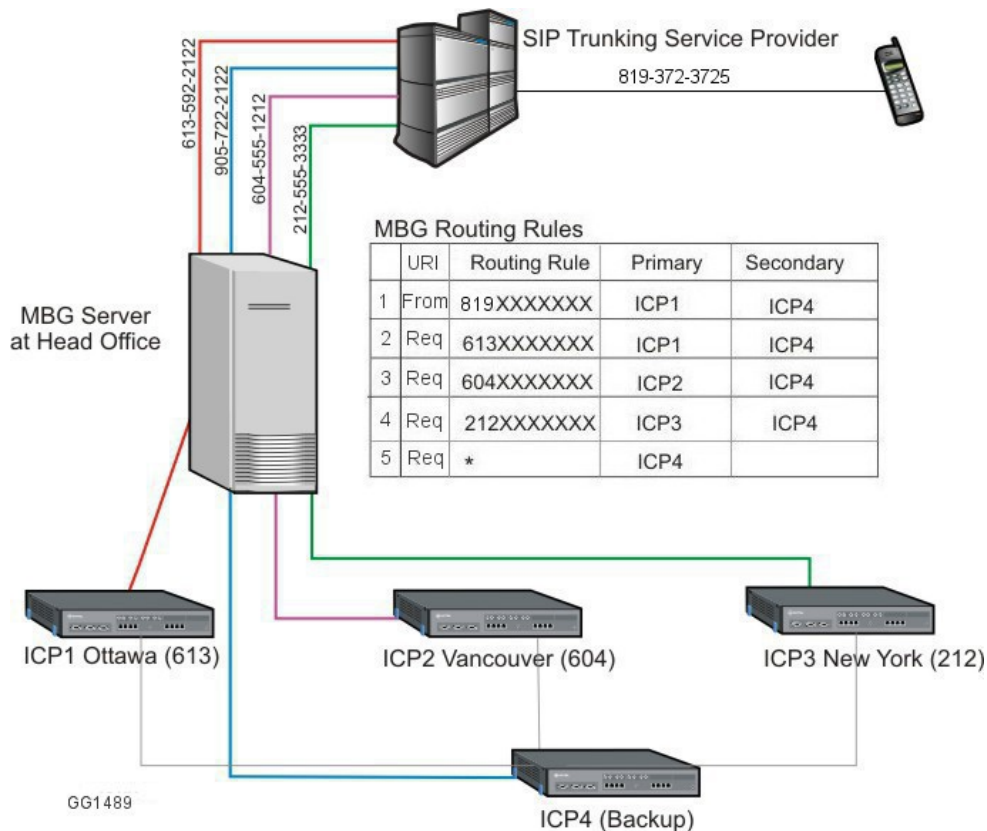 SIP Trunking Service Provider
819-372-3725
613-592-2122
905-722-2122
604-555-1212
212-555-3333
MBG Server
at Head Office
MBG Routing Rules
URI Routing Rule Primary Secondary
1 From 819XXXXXXX ICP1 ICP4
2 Req 613XXXXXXX ICP1 ICP4
3 Req 604XXXXXXX ICP2 ICP4
4 Req 212XXXXXXX ICP3 ICP4
5 Req * ICP4
ICP1 Ottawa (613)
ICP2 Vancouver (604)
ICP3 New York (212)
GG1489
ICP4 (Backup)